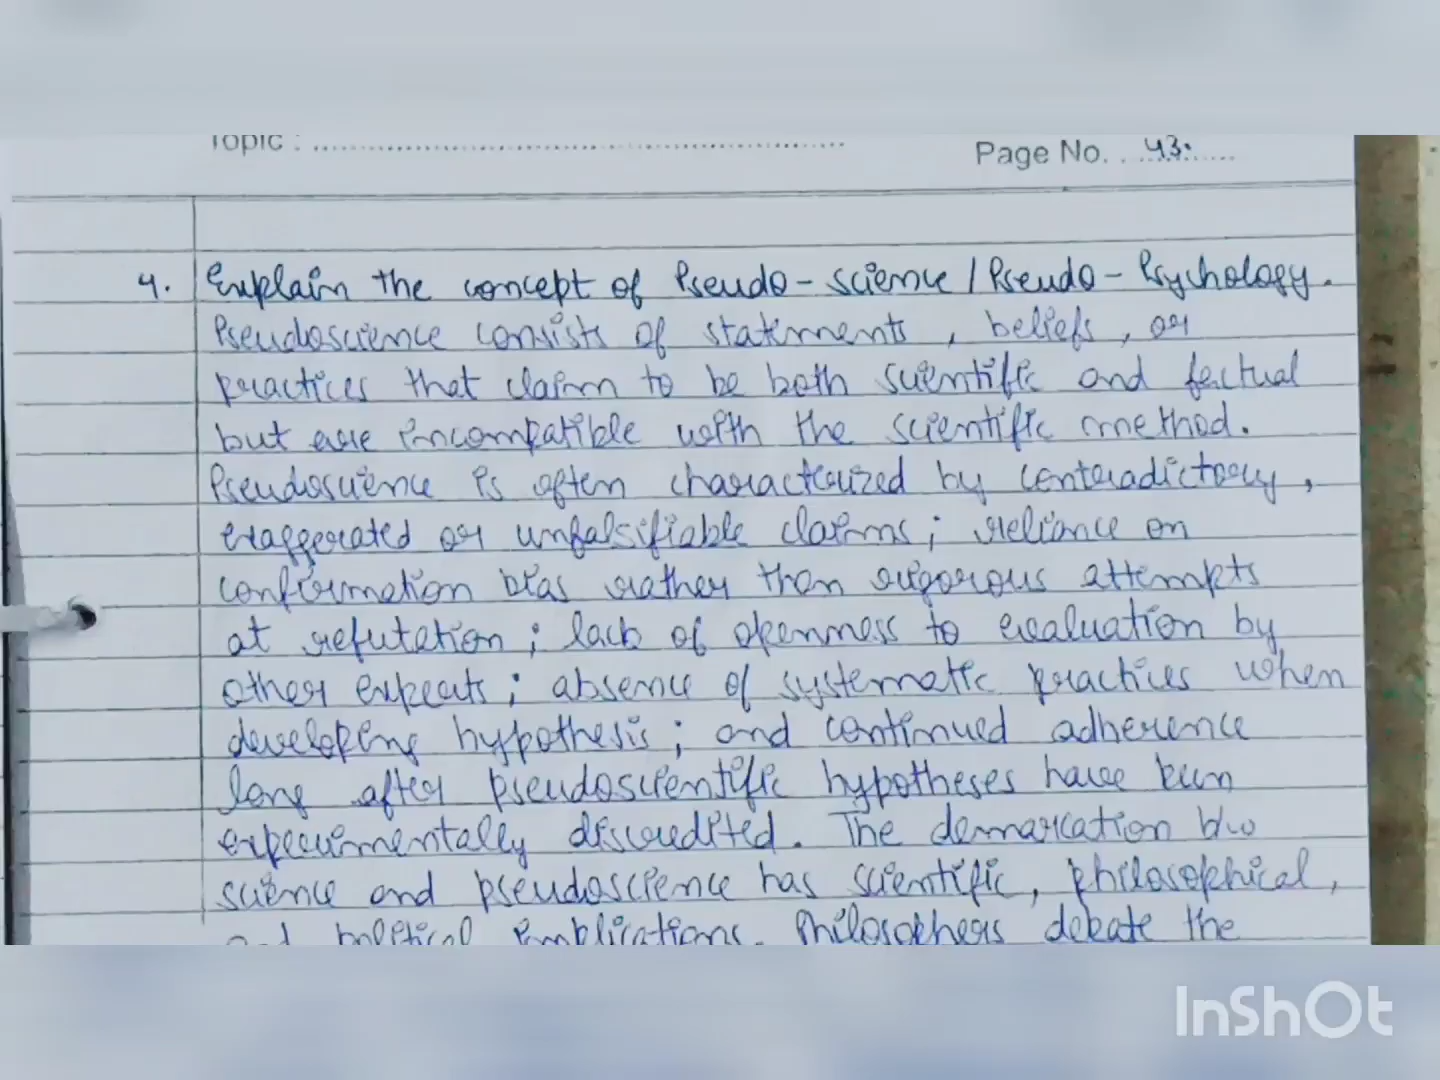 Topic :
Page No. 43.
4. Explain the concept of Pseudo-science / Pseudo-Psychology.
Pseudoscience consists of statements, beliefs, or
practices that claim to be both scientific and factual
but are incompatible with the scientific method.
Pseudoscience is often characterized by contradictory,
exaggerated or unfalsifiable claims; reliance on
confirmation bias rather than rigorous attempts
at refutation; lack of openness to evaluation by
other experts; absence of systematic practices when
developing hypothesis; and continued adherence
long after pseudoscientific hypotheses have been
experimentally discredited. The demarcation b/w
science and pseudoscience has scientific, philosophical,
and political implications. Philosophers debate the
InShOt